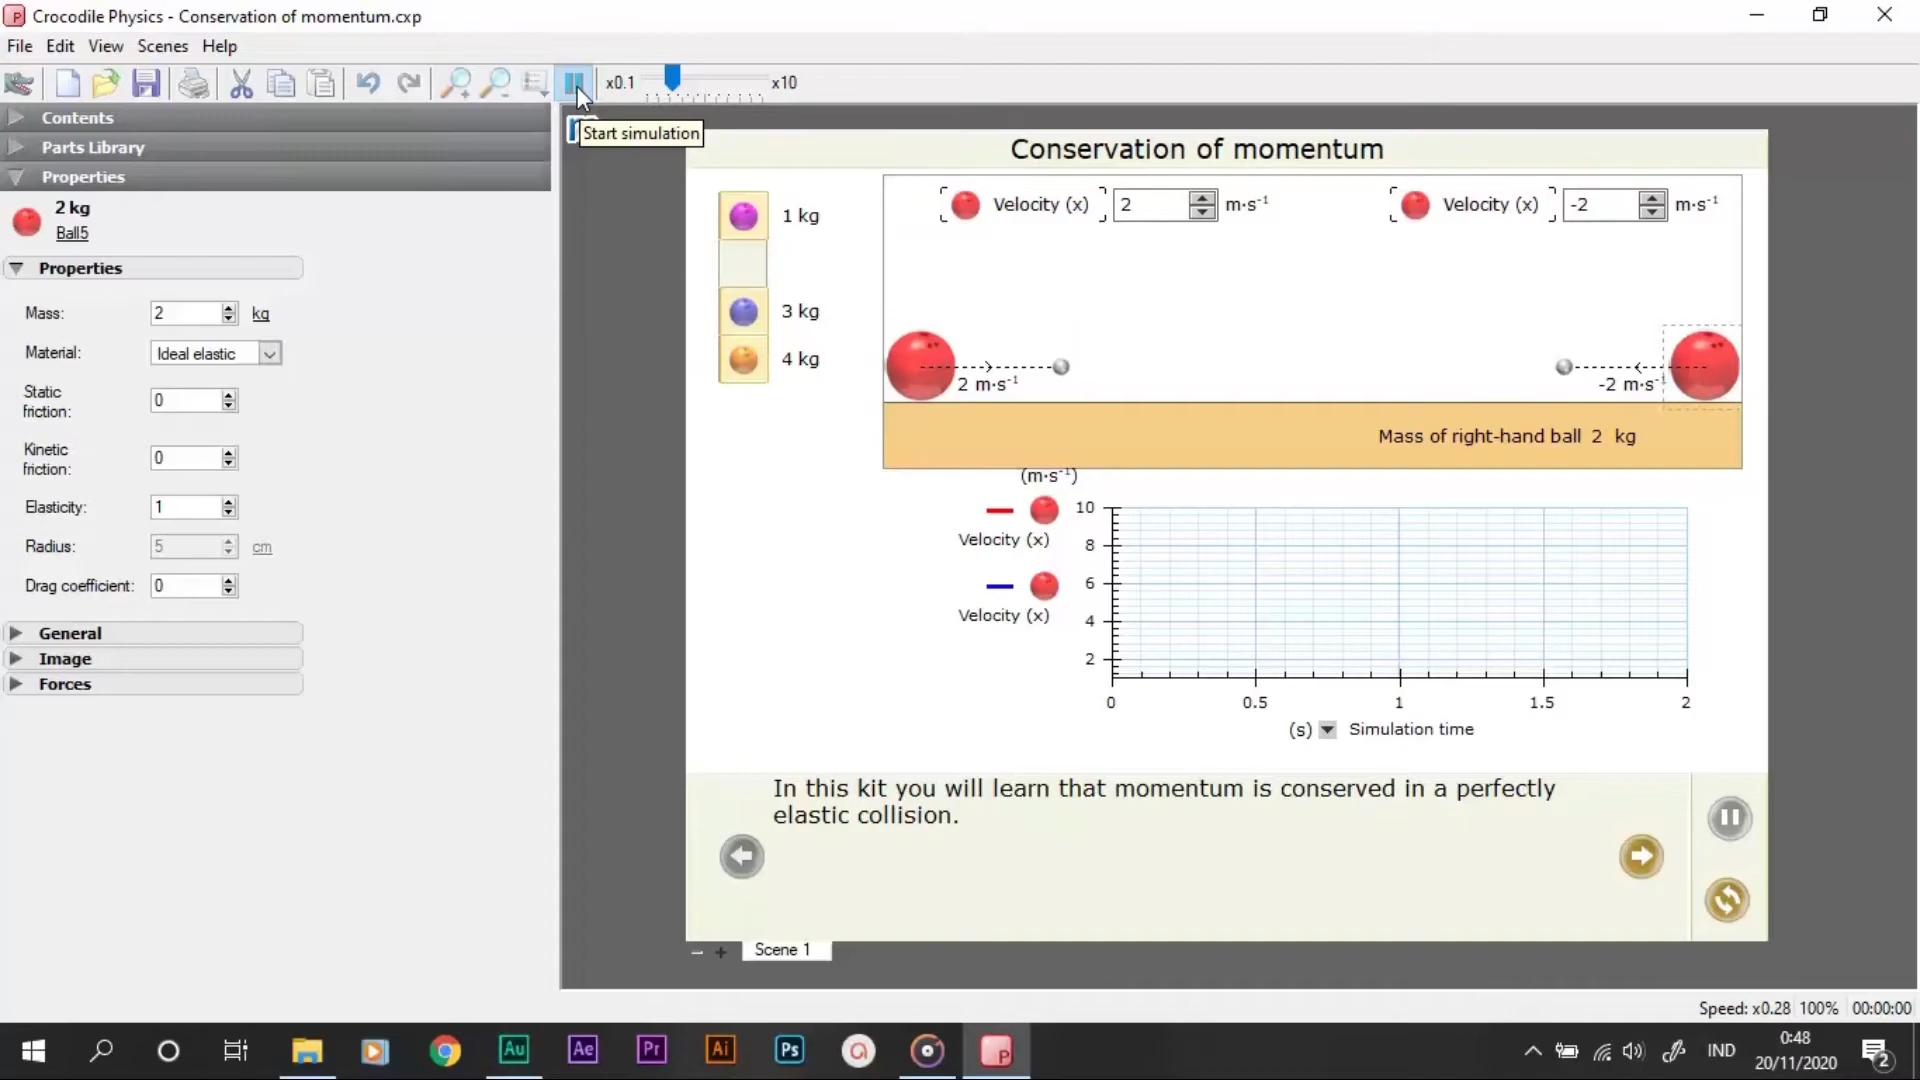 Crocodile Physics - Conservation of momentum.cxp
File Edit View Scenes Help
x0.1 x10
Start simulation
Contents
Parts Library
Properties
2 kg
Ball5
Properties
Mass: 2 kg
Material: Ideal elastic
Static friction: 0
Kinetic friction: 0
Elasticity: 1
Radius: 5 cm
Drag coefficient: 0
General
Image
Forces
Conservation of momentum
1 kg
3 kg
4 kg
Velocity (x) 2 m·s⁻¹ Velocity (x) -2 m·s⁻¹
2 m·s⁻¹ -2 m·s⁻¹
Mass of right-hand ball 2 kg
(m·s⁻¹)
Velocity (x)
Velocity (x)
10
8
6
4
2
0 0.5 1 1.5 2
(s) Simulation time
In this kit you will learn that momentum is conserved in a perfectly
elastic collision.
Scene 1
Speed: x0.28 100% 00:00:00
Au Ae Pr Ai Ps P
IND
0:48
20/11/2020
2